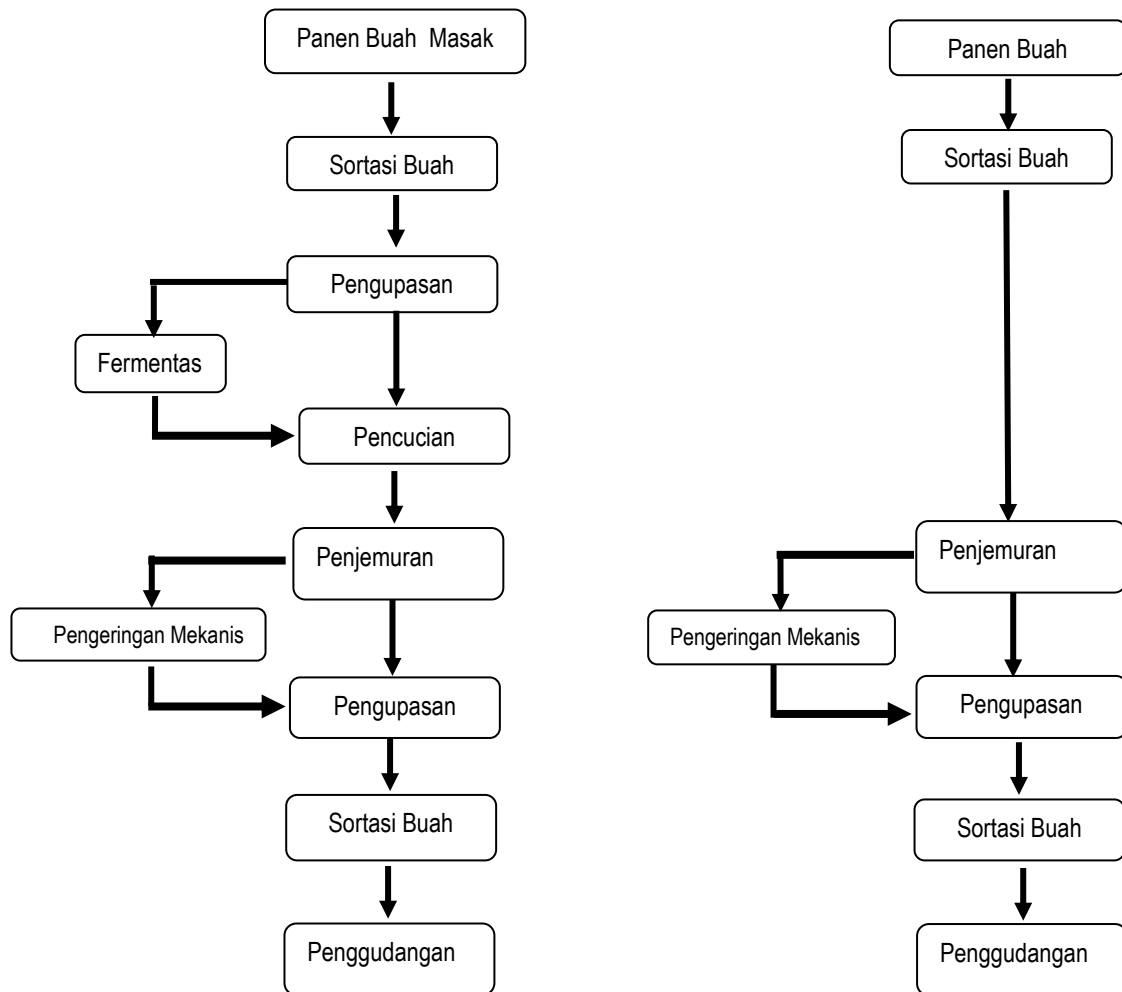 Panen Buah Masak
Sortasi Buah
Pengupasan
Fermentas
Pencucian
Penjemuran
Pengeringan Mekanis
Pengupasan
Sortasi Buah
Penggudangan
Panen Buah
Sortasi Buah
Penjemuran
Pengeringan Mekanis
Pengupasan
Sortasi Buah
Penggudangan